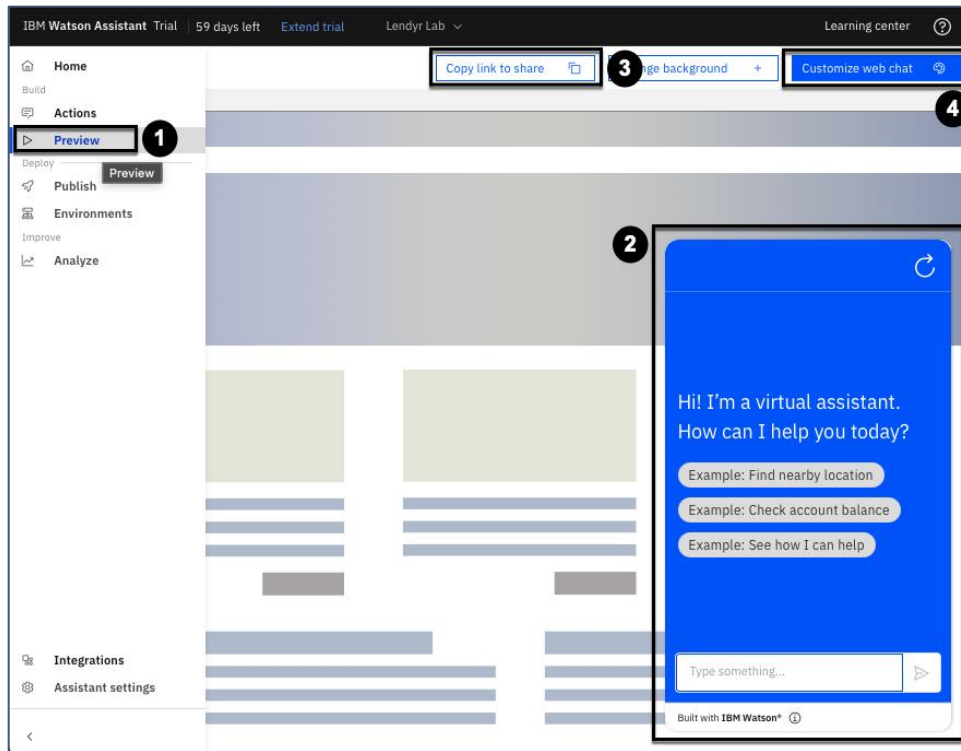 IBM Watson Assistant Trial 59 days left Extend trial Lendyr Lab Learning center ?
Home
Copy link to share 3 nge background + Customize web chat
Build
4
Actions
Preview 1
Deploy
Preview
Publish
Environments
Improve
2
Analyze
Hi! I'm a virtual assistant.
How can I help you today?
Example: Find nearby location
Example: Check account balance
Example: See how I can help
Integrations
Type something...
Assistant settings
Built with IBM Watson® i